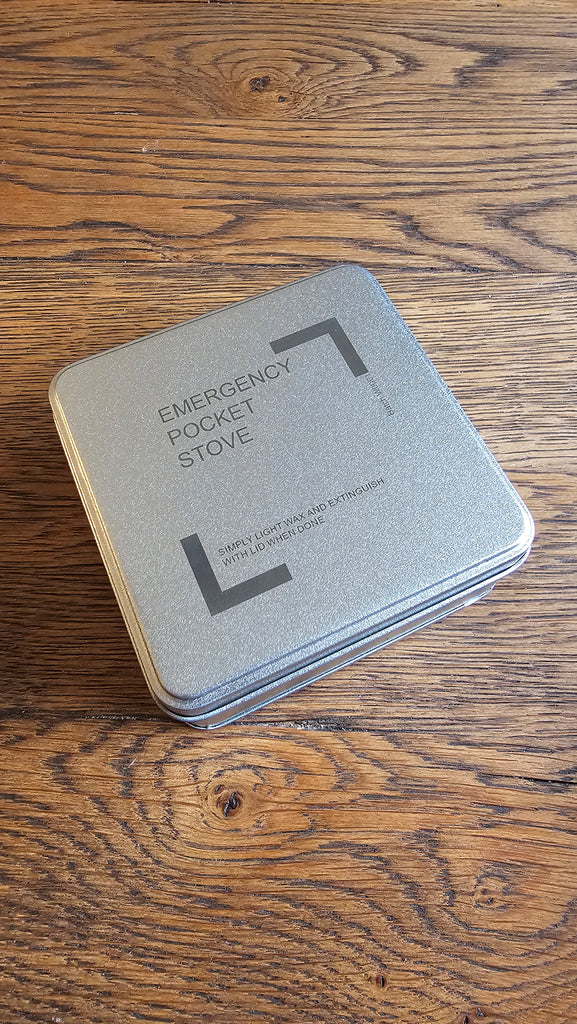 EMERGENCY
POCKET
STOVE
SIMPLY LIGHT WAX AND EXTINGUISH
WITH LID WHEN DONE